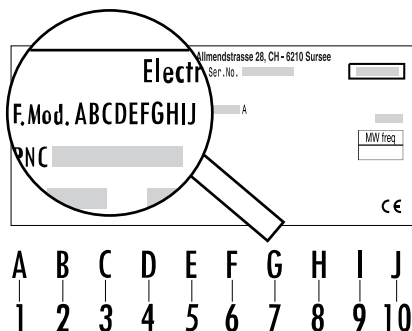 Allmendstrasse 28, CH - 6210 Sursee
Electr Ser.No.
F.Mod. ABCDEFGHIJ A
PNC
MW freq
CE
A B C D E F G H I J
1 2 3 4 5 6 7 8 9 10